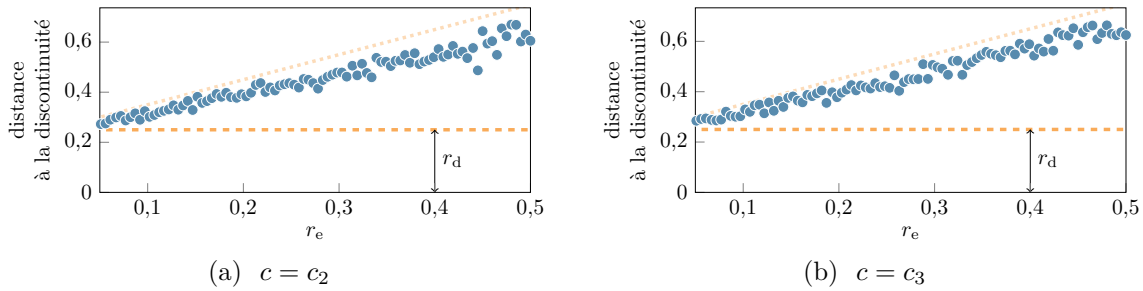 distance
à la discontinuité
0,6
0,4
0,2
0
r_d
0,1 0,2 0,3 0,4 0,5
r_e
(a) c = c_2
distance
à la discontinuité
0,6
0,4
0,2
0
r_d
0,1 0,2 0,3 0,4 0,5
r_e
(b) c = c_3